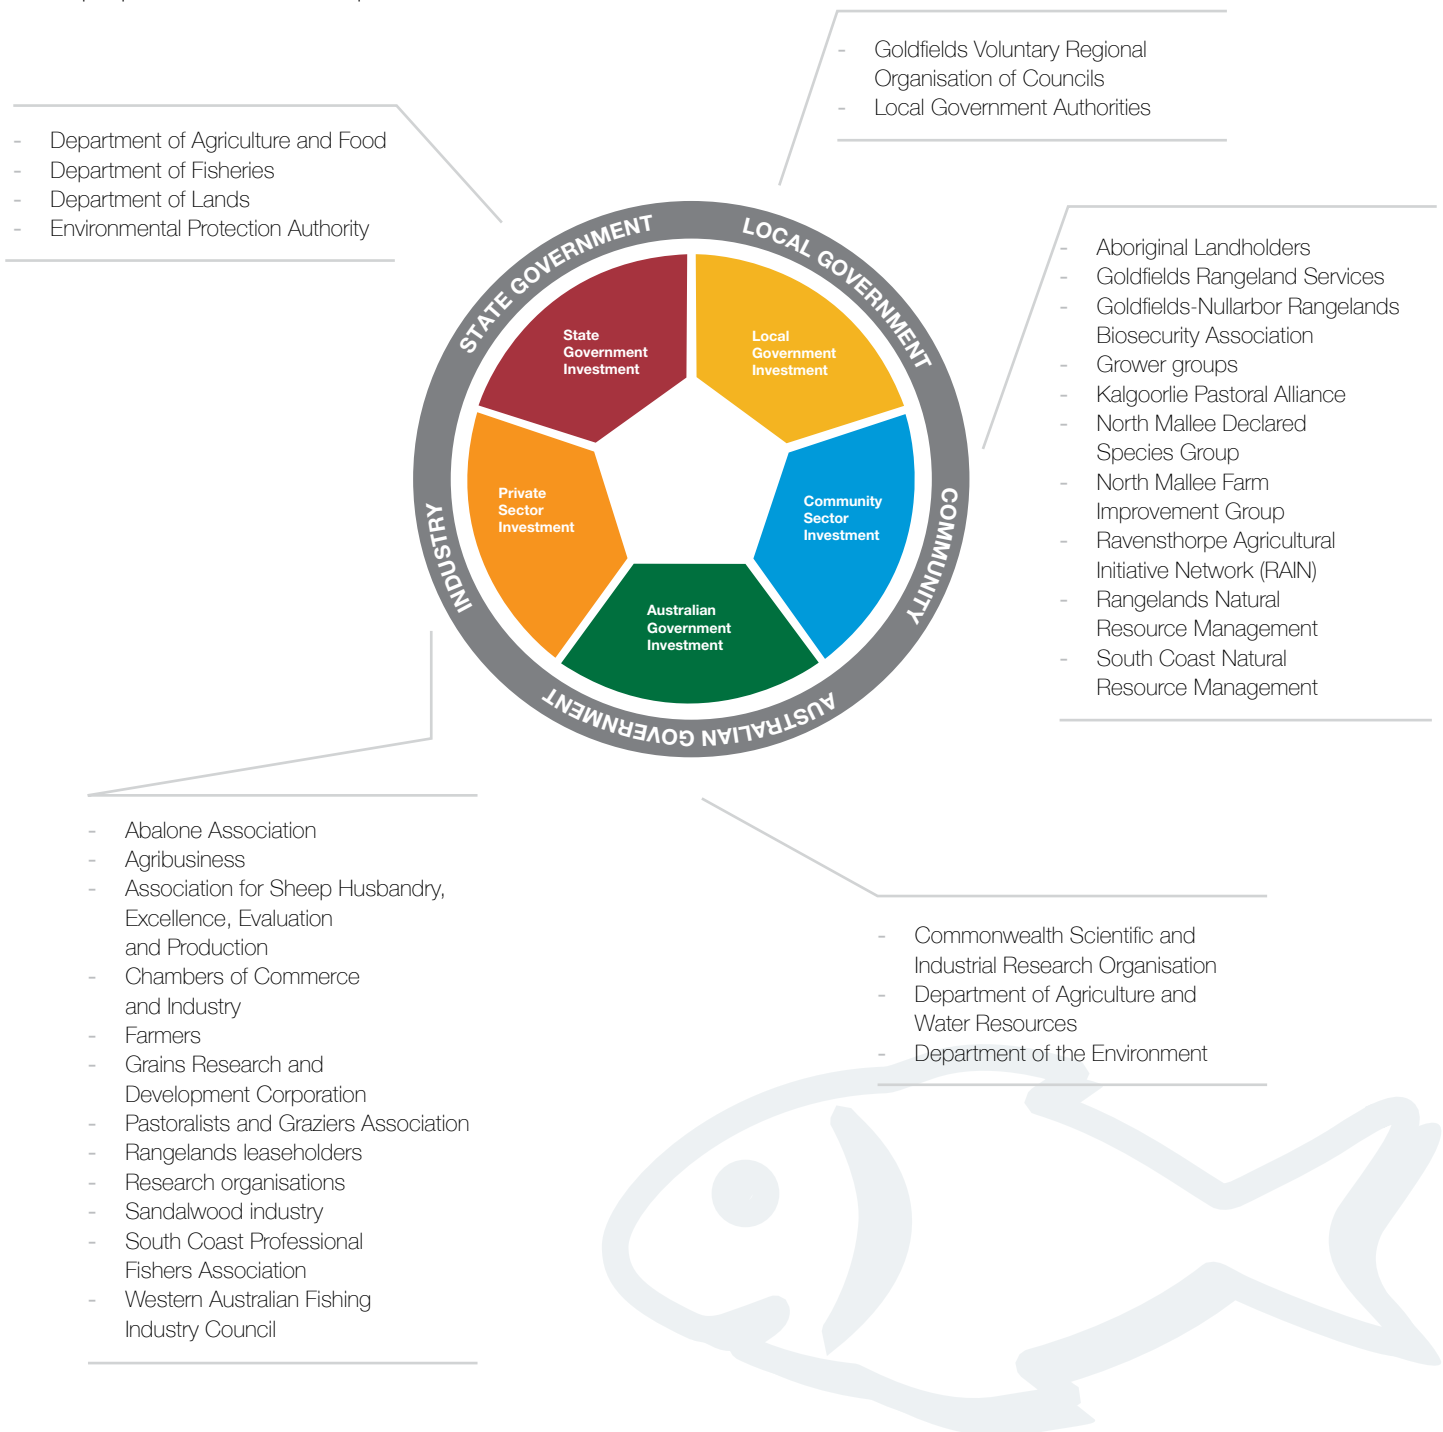 - Goldfields Voluntary Regional
Organisation of Councils
- Local Government Authorities
- Department of Agriculture and Food
- Department of Fisheries
- Department of Lands
- Environmental Protection Authority
STATE GOVERNMENT
LOCAL GOVERNMENT
COMMUNITY
AUSTRALIAN GOVERNMENT
INDUSTRY
State
Government
Investment
Local
Government
Investment
Private
Sector
Investment
Community
Sector
Investment
Australian
Government
Investment
- Aboriginal Landholders
- Goldfields Rangeland Services
- Goldfields-Nullarbor Rangelands
Biosecurity Association
- Grower groups
- Kalgoorlie Pastoral Alliance
- North Mallee Declared
Species Group
- North Mallee Farm
Improvement Group
- Ravensthorpe Agricultural
Initiative Network (RAIN)
- Rangelands Natural
Resource Management
- South Coast Natural
Resource Management
- Abalone Association
- Agribusiness
- Association for Sheep Husbandry,
Excellence, Evaluation
and Production
- Chambers of Commerce
and Industry
- Farmers
- Grains Research and
Development Corporation
- Pastoralists and Graziers Association
- Rangelands leaseholders
- Research organisations
- Sandalwood industry
- South Coast Professional
Fishers Association
- Western Australian Fishing
Industry Council
- Commonwealth Scientific and
Industrial Research Organisation
- Department of Agriculture and
Water Resources
- Department of the Environment